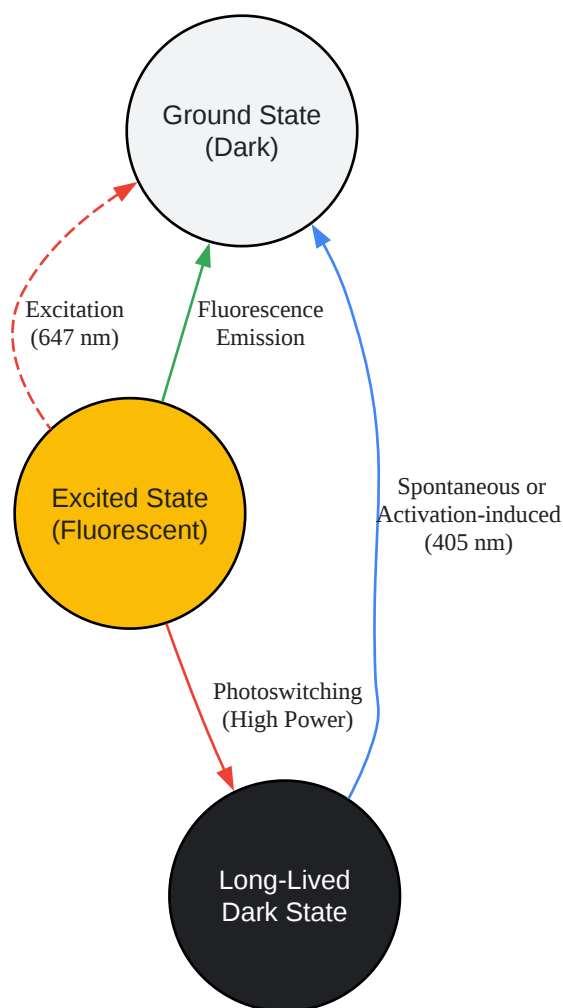 Ground State
(Dark)
Excitation
(647 nm)
Fluorescence
Emission
Excited State
(Fluorescent)
Spontaneous or
Activation-induced
(405 nm)
Photoswitching
(High Power)
Long-Lived
Dark State